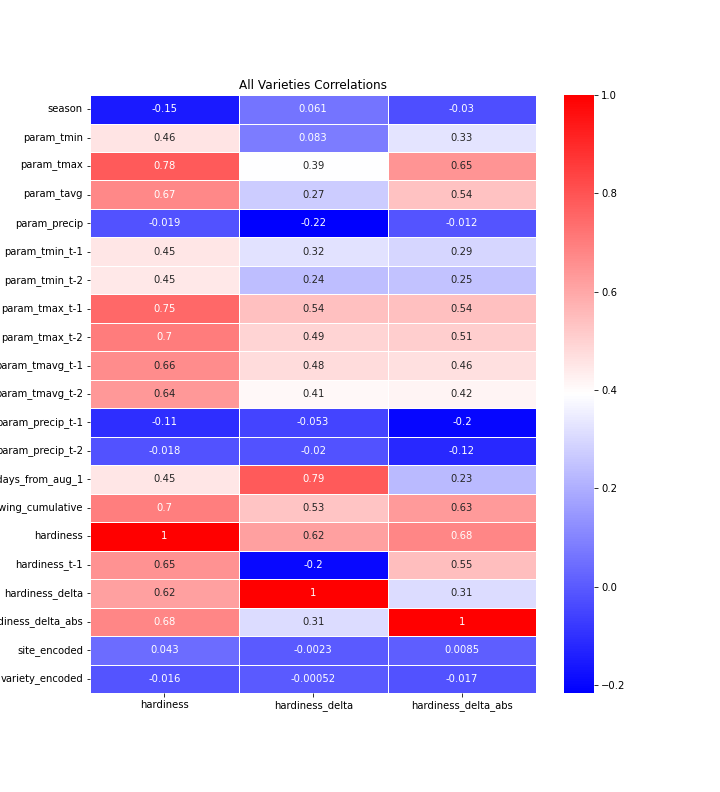 All Varieties Correlations
season -0.15 0.061 -0.03
param_tmin 0.46 0.083 0.33
param_tmax 0.78 0.39 0.65
param_tavg 0.67 0.27 0.54
param_precip -0.019 -0.22 -0.012
param_tmin_t-1 0.45 0.32 0.29
param_tmin_t-2 0.45 0.24 0.25
param_tmax_t-1 0.75 0.54 0.54
param_tmax_t-2 0.7 0.49 0.51
param_tmavg_t-1 0.66 0.48 0.46
param_tmavg_t-2 0.64 0.41 0.42
param_precip_t-1 -0.11 -0.053 -0.2
param_precip_t-2 -0.018 -0.02 -0.12
days_from_aug_1 0.45 0.79 0.23
wing_cumulative 0.7 0.53 0.63
hardiness 1 0.62 0.68
hardiness_t-1 0.65 -0.2 0.55
hardiness_delta 0.62 1 0.31
diness_delta_abs 0.68 0.31 1
site_encoded 0.043 -0.0023 0.0085
variety_encoded -0.016 -0.00052 -0.017
hardiness hardiness_delta hardiness_delta_abs
1.0
0.8
0.6
0.4
0.2
0.0
−0.2